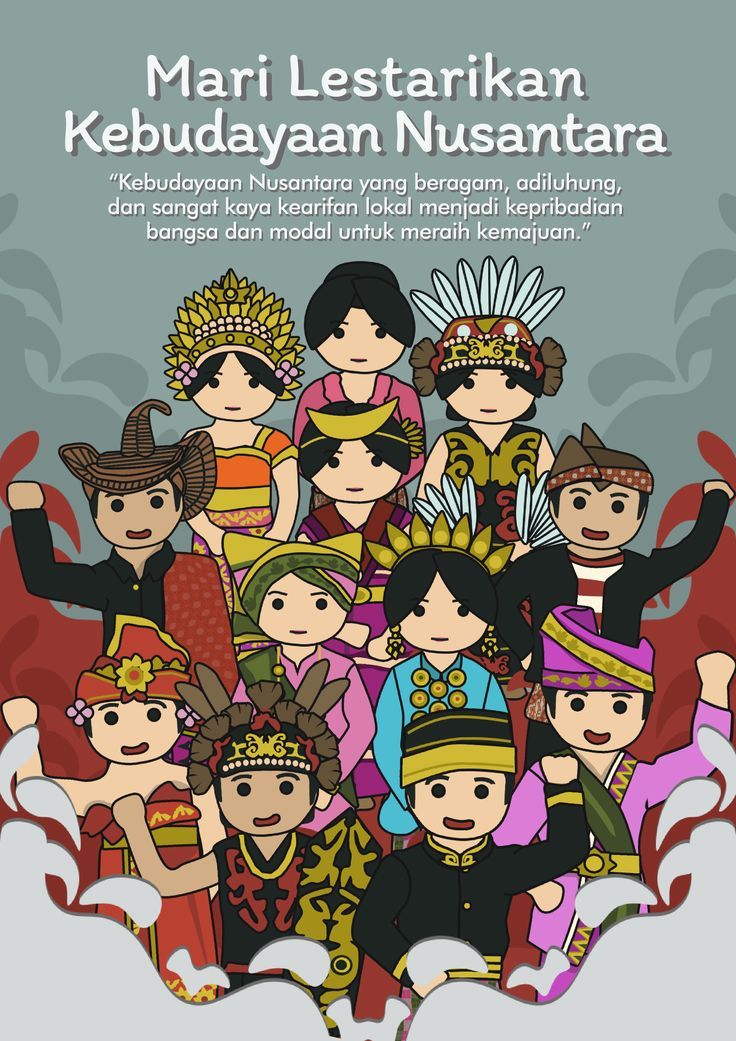 Mari Lestarikan
Kebudayaan Nusantara
"Kebudayaan Nusantara yang beragam, adiluhung,
dan sangat kaya kearifan lokal menjadi kepribadian
bangsa dan modal untuk meraih kemajuan."